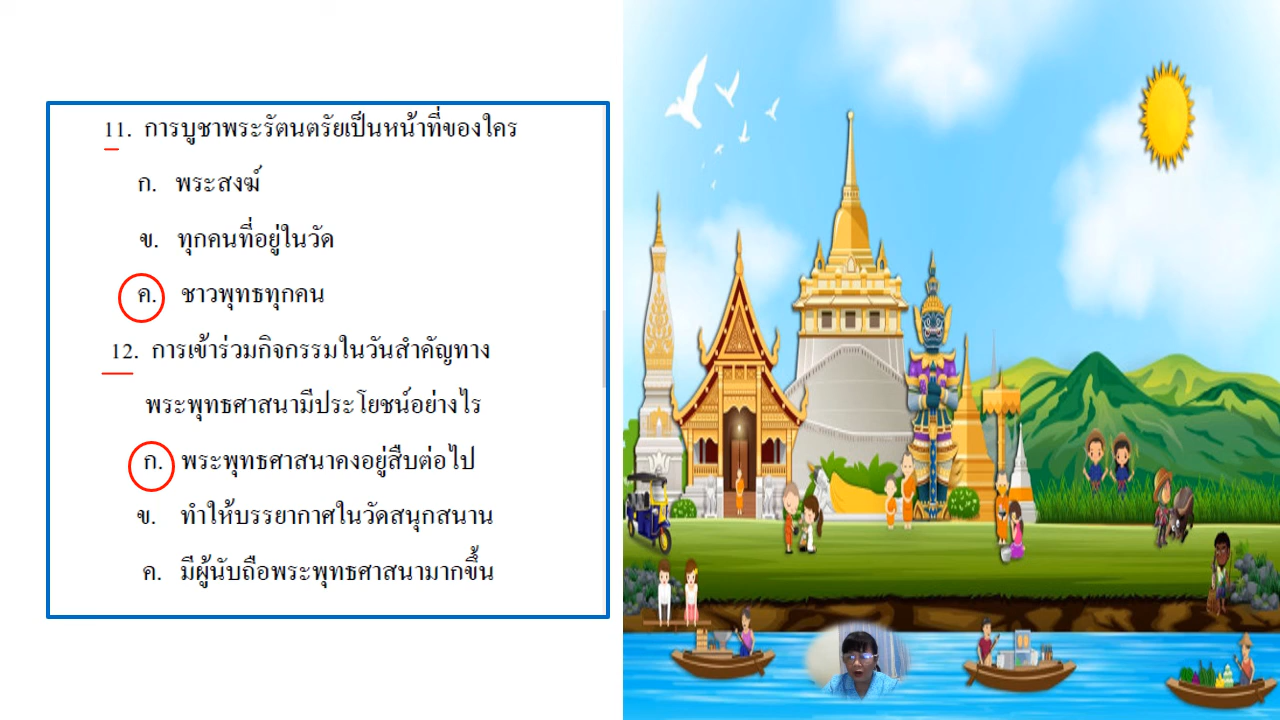 11. การบูชาพระรัตนตรัยเป็นหน้าที่ของใคร
ก. พระสงฆ์
ข. ทุกคนที่อยู่ในวัด
ค. ชาวพุทธทุกคน
12. การเข้าร่วมกิจกรรมในวันสำคัญทาง
พระพุทธศาสนามีประโยชน์อย่างไร
ก. พระพุทธศาสนาคงอยู่สืบต่อไป
ข. ทำให้บรรยากาศในวัดสนุกสนาน
ค. มีผู้นับถือพระพุทธศาสนามากขึ้น